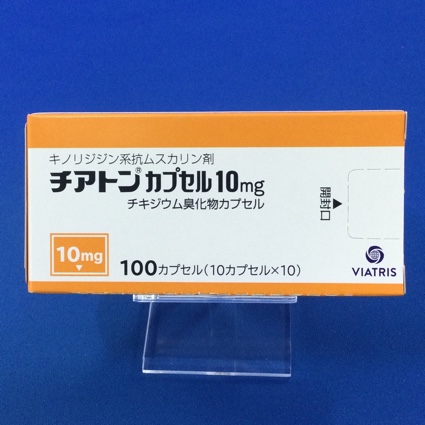 キノリジジン系抗ムスカリン剤
チアトン®カプセル10mg
チキジウム臭化物カプセル
10mg
100カプセル(10カプセル×10)
開封口
VIATRIS